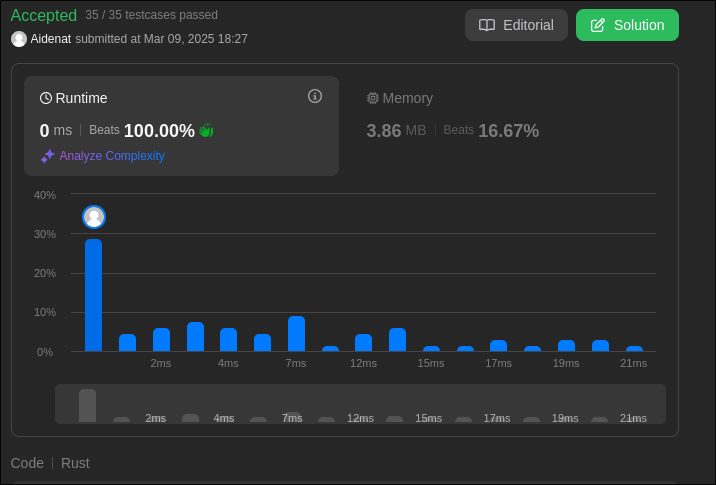 Accepted 35 / 35 testcases passed
Editorial
Solution
Aidenat submitted at Mar 09, 2025 18:27
Runtime
Memory
0 ms | Beats 100.00%
3.86 MB | Beats 16.67%
Analyze Complexity
40%
30%
20%
10%
0%
2ms 4ms 7ms 12ms 15ms 17ms 19ms 21ms
2ms 4ms 7ms 12ms 15ms 17ms 19ms 21ms
Code | Rust